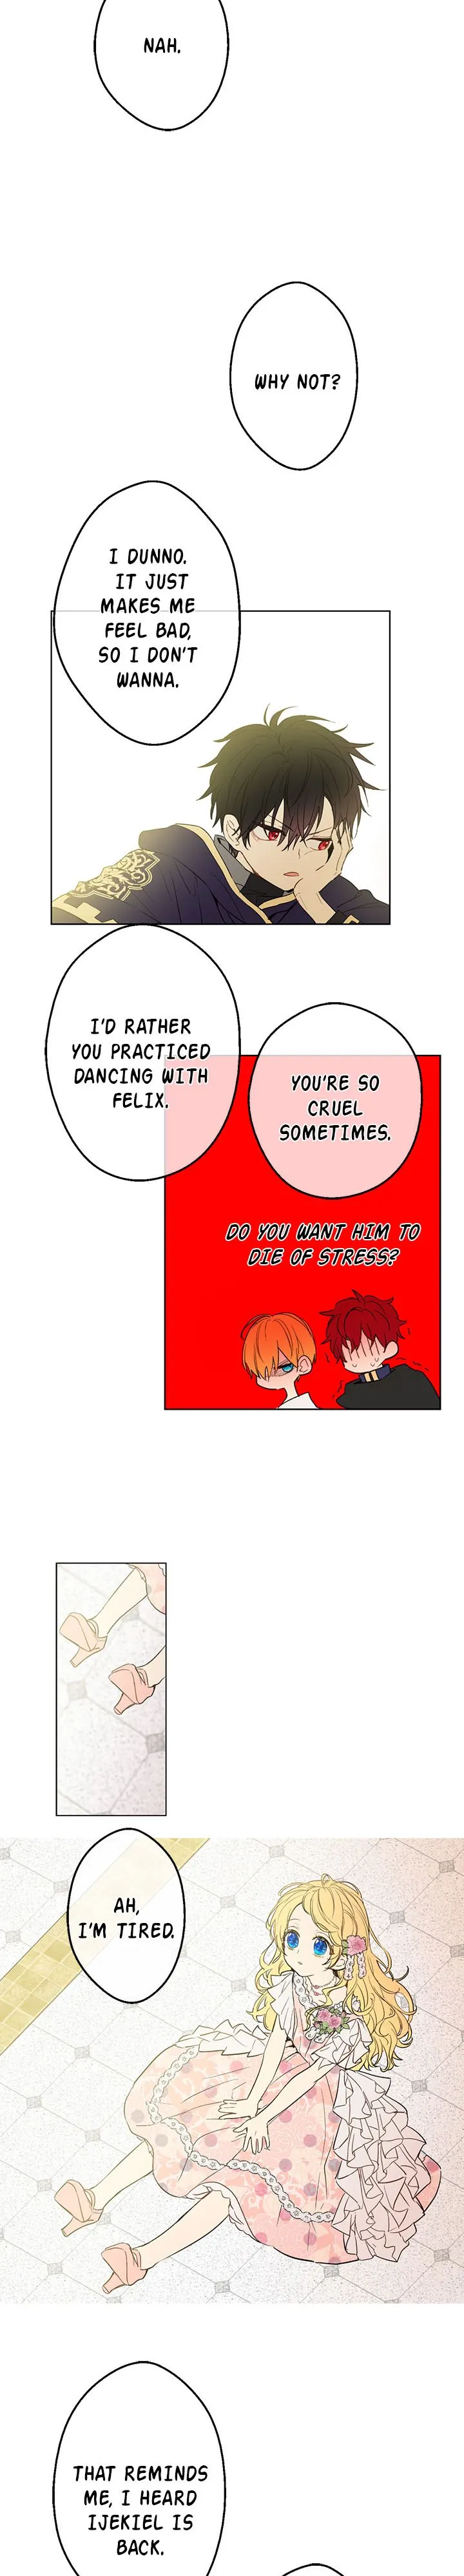 NAH.
WHY NOT?
I DUNNO.
IT JUST
MAKES ME
FEEL BAD,
SO I DON'T
WANNA.
I'D RATHER
YOU PRACTICED
DANCING WITH
FELIX.
YOU'RE SO
CRUEL
SOMETIMES.
DO YOU WANT HIM TO
DIE OF STRESS?
AH,
I'M TIRED.
THAT REMINDS
ME, I HEARD
IJEKIEL IS
BACK.